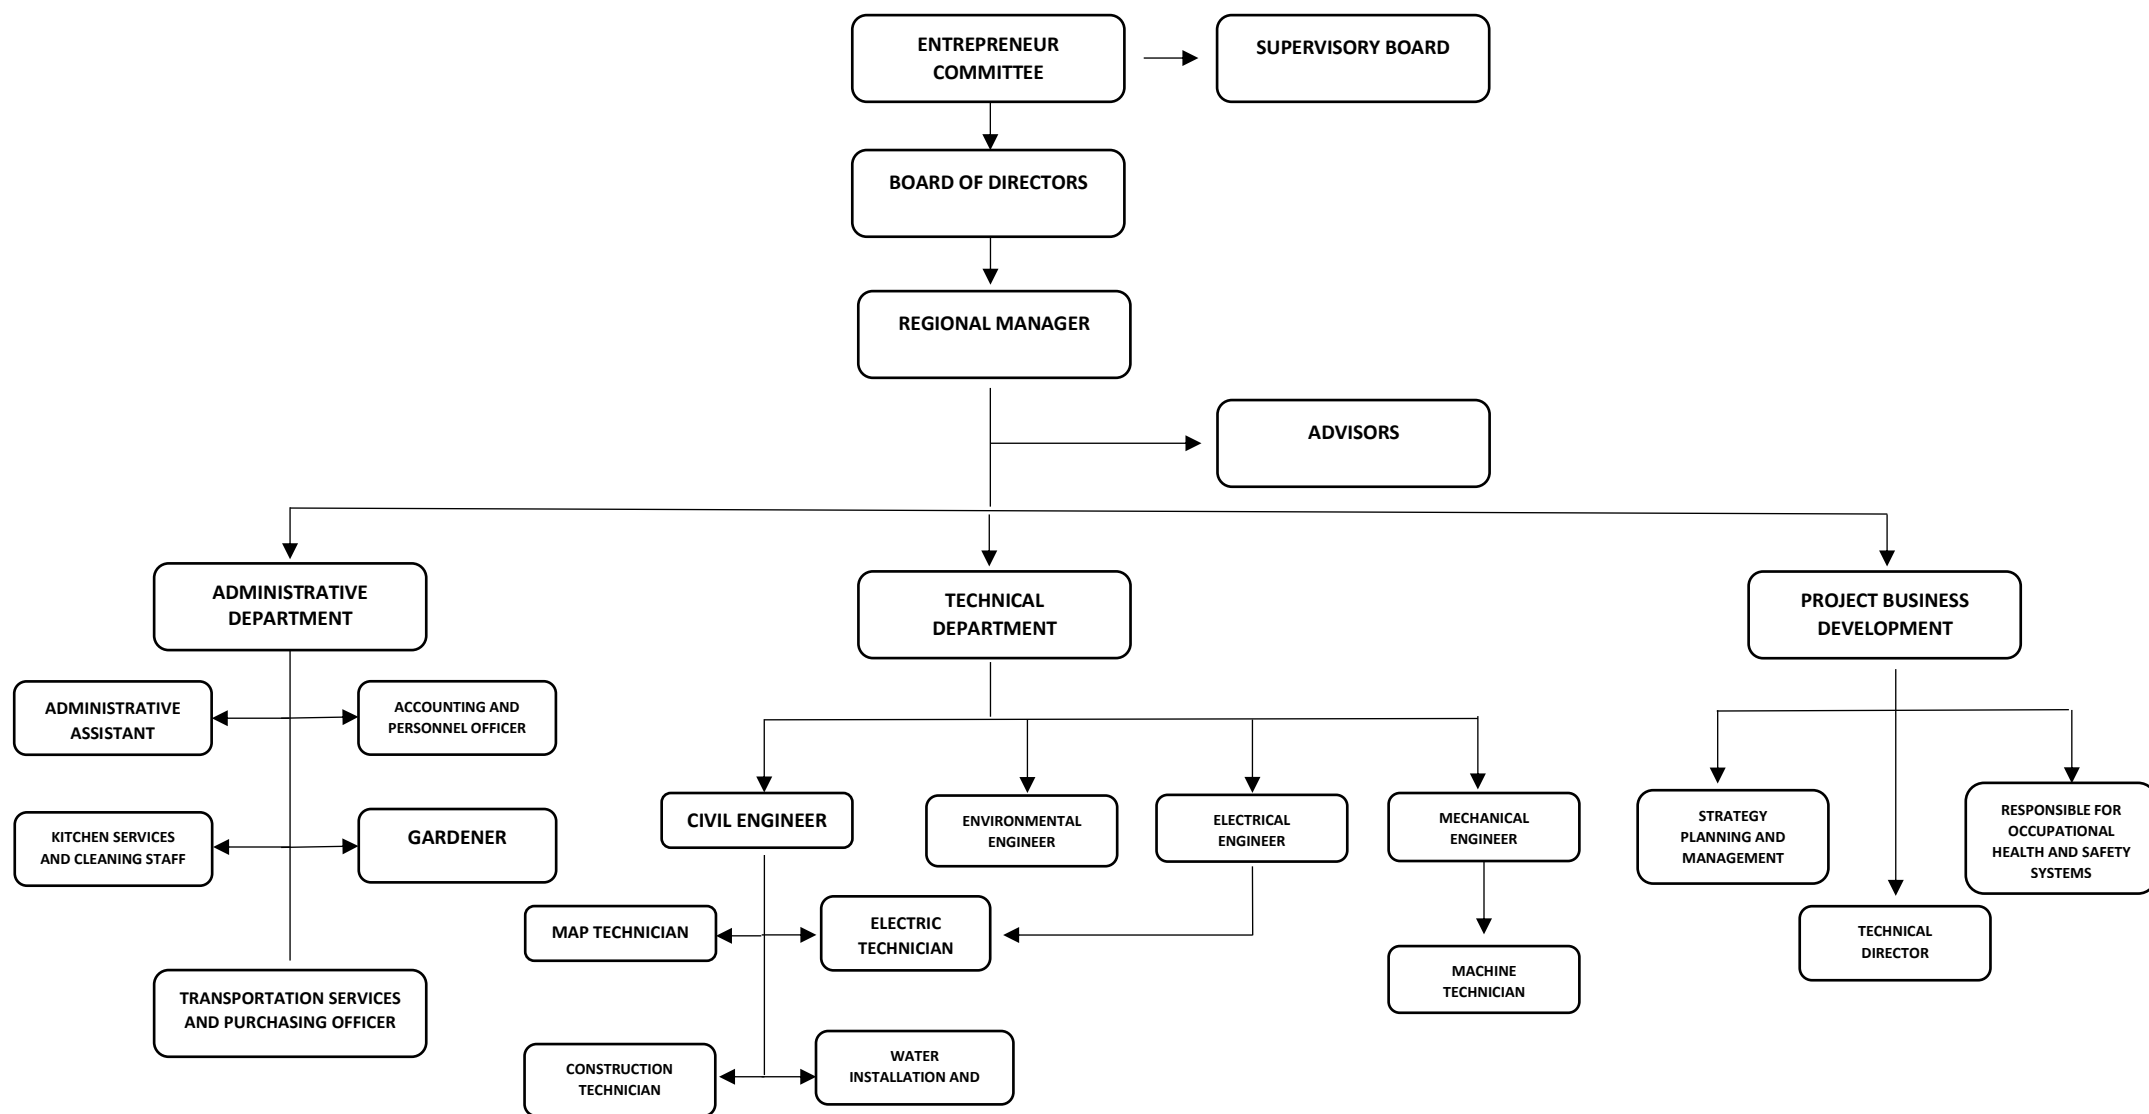 ENTREPRENEUR
COMMITTEE
SUPERVISORY BOARD
BOARD OF DIRECTORS
REGIONAL MANAGER
ADVISORS
ADMINISTRATIVE
DEPARTMENT
TECHNICAL
DEPARTMENT
PROJECT BUSINESS
DEVELOPMENT
ADMINISTRATIVE
ASSISTANT
ACCOUNTING AND
PERSONNEL OFFICER
KITCHEN SERVICES
AND CLEANING STAFF
GARDENER
TRANSPORTATION SERVICES
AND PURCHASING OFFICER
CIVIL ENGINEER
ENVIRONMENTAL
ENGINEER
ELECTRICAL
ENGINEER
MECHANICAL
ENGINEER
MAP TECHNICIAN
ELECTRIC
TECHNICIAN
MACHINE
TECHNICIAN
CONSTRUCTION
TECHNICIAN
WATER
INSTALLATION AND
STRATEGY
PLANNING AND
MANAGEMENT
RESPONSIBLE FOR
OCCUPATIONAL
HEALTH AND SAFETY
SYSTEMS
TECHNICAL
DIRECTOR